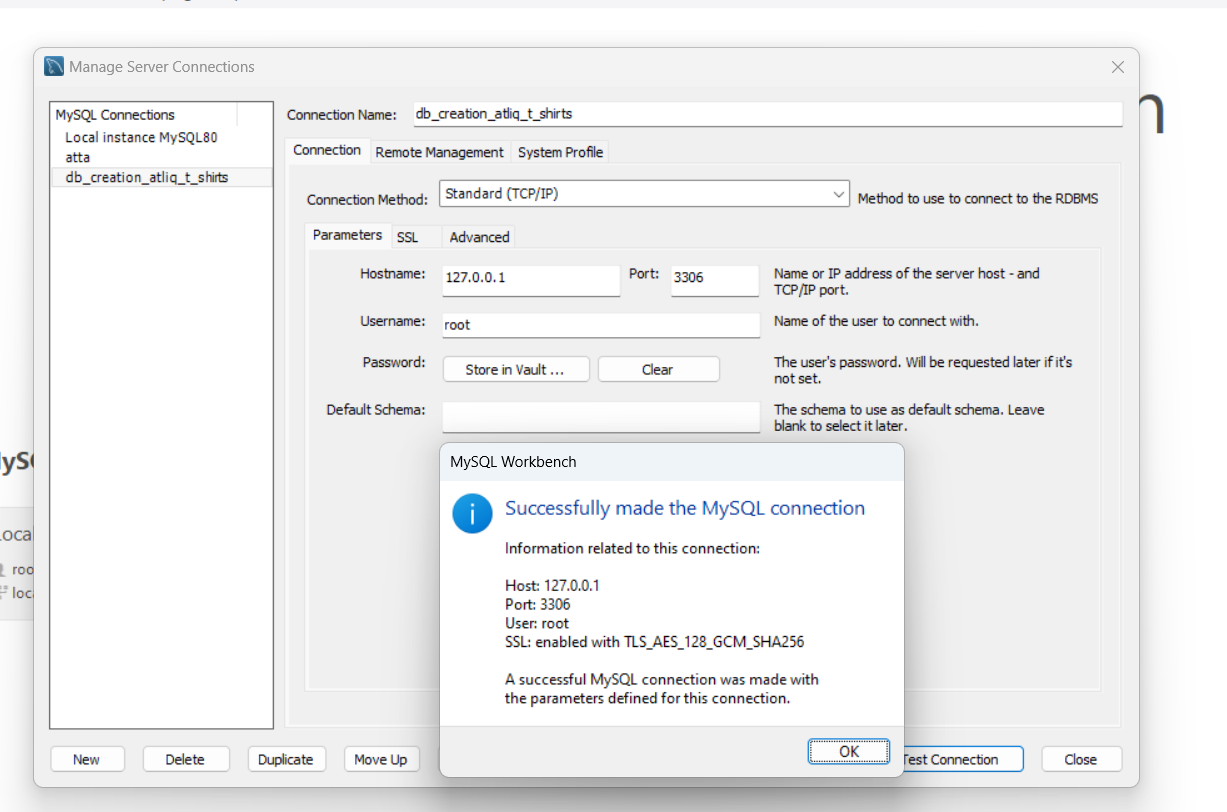 Manage Server Connections
MySQL Connections
Local instance MySQL80
atta
db_creation_atliq_t_shirts
Connection Name: db_creation_atliq_t_shirts
Connection Remote Management System Profile
Connection Method: Standard (TCP/IP) Method to use to connect to the RDBMS
Parameters SSL Advanced
Hostname: 127.0.0.1 Port: 3306 Name or IP address of the server host - and
TCP/IP port.
Username: root Name of the user to connect with.
Password: Store in Vault ... Clear The user's password. Will be requested later if it's
not set.
Default Schema: The schema to use as default schema. Leave
blank to select it later.
MySQL Workbench
Successfully made the MySQL connection
Information related to this connection:
Host: 127.0.0.1
Port: 3306
User: root
SSL: enabled with TLS_AES_128_GCM_SHA256
A successful MySQL connection was made with
the parameters defined for this connection.
OK
New Delete Duplicate Move Up Test Connection Close